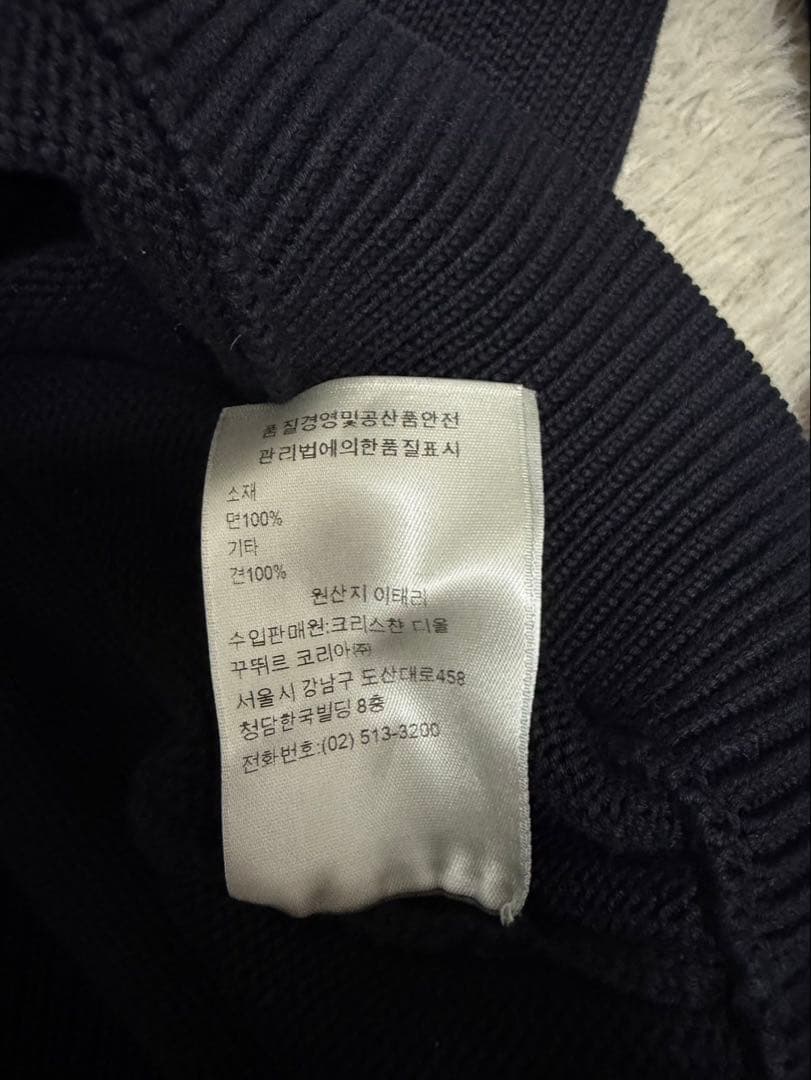 품질경영및공산품안전
관리법에의한품질표시
소재
면100%
기타
견100%
원산지 이태리
수입판매원:크리스챤 디올
꾸뛰르 코리아㈜
서울시 강남구 도산대로458
청담한국빌딩 8층
전화번호:(02) 513-3200